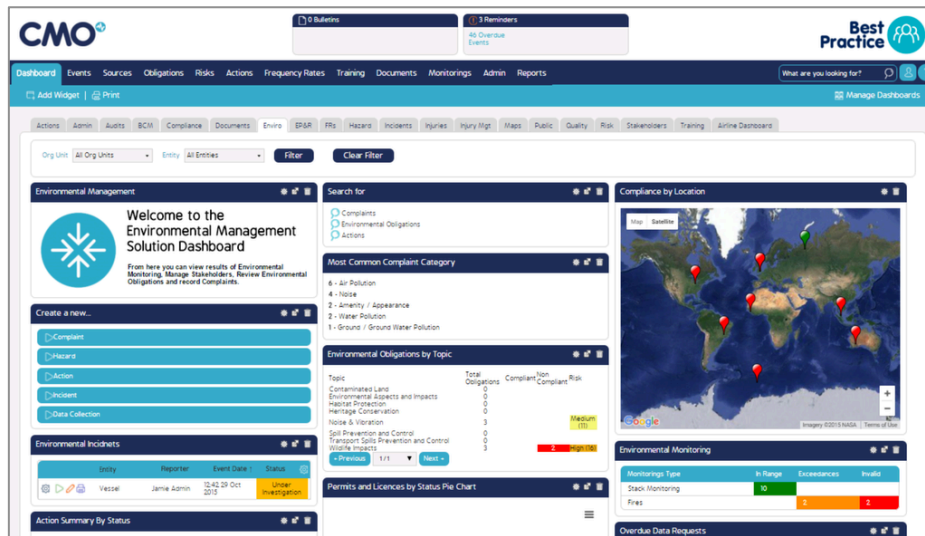 CMO
0 Bulletins
3 Reminders
46 Overdue
Events
Best
Practice
Dashboard Events Sources Obligations Risks Actions Frequency Rates Training Documents Monitorings Admin Reports
What are you looking for?
Add Widget | Print
Manage Dashboards
Actions Admin Audits BCM Compliance Documents Enviro EP&R FRs Hazard Incidents Injuries Injury Mgt Maps Public Quality Risk Stakeholders Training Airline Dashboard
Org Unit All Org Units Entity All Entities Filter Clear Filter
Environmental Management
Welcome to the
Environmental Management
Solution Dashboard
From here you can view results of Environmental
Monitoring, Manage Stakeholders, Review Environmental
Obligations and record Complaints.
Create a new...
Complaint
Hazard
Action
Incident
Data Collection
Environmental Incidnets
Entity Reporter Event Date Status
Vessel Jamie Admin 12:42 29 Oct
2015
Unser
Investigation
Action Summary By Status
Search for
Complaints
Environmental Obligations
Actions
Most Common Complaint Category
6 - Air Pollution
4 - Noise
2 - Amenity / Appearance
2 - Water Pollution
1 - Ground / Ground Water Pollution
Environmental Obligations by Topic
Topic Total
Obligations Compliant Non
Compliant Risk
Contaminated Land 0
Environmental Aspects and Impacts 0
Habitat Protection 0
Heritage Conservation 0
Noise & Vibration 3 Medium
(11)
Spill Prevention and Control 0
Transport Spills Prevention and Control 0
Wildlife Impacts 3 2 High (16)
« Previous 1/1 Next »
Permits and Licences by Status Pie Chart
Compliance by Location
Map Satellite
Google
Imagery ©2015 NASA Terms of Use
Environmental Monitoring
Monitorings Type In Range Exceedances Invalid
Stack Monitoring 10
Fires 2 2
Overdue Data Requests